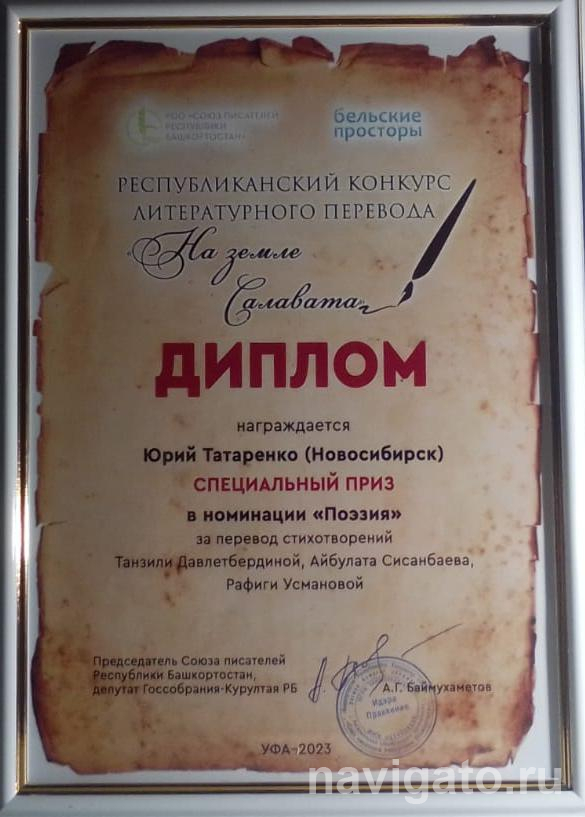 РОО «СОЮЗ ПИСАТЕЛЕЙ
РЕСПУБЛИКИ
БАШКОРТОСТАН»
бельские
просторы
РЕСПУБЛИКАНСКИЙ КОНКУРС
ЛИТЕРАТУРНОГО ПЕРЕВОДА
«На земле
Салавата»
ДИПЛОМ
награждается
Юрий Татаренко (Новосибирск)
СПЕЦИАЛЬНЫЙ ПРИЗ
в номинации «Поэзия»
за перевод стихотворений
Танзили Давлетбердиной, Айбулата Сисанбаева,
Рафиги Усмановой
Председатель Союза писателей
Республики Башкортостан,
депутат Госсобрания-Курултая РБ
А.Г. Баймухаметов
Идара
Правление
УФА-2023
navigato.ru